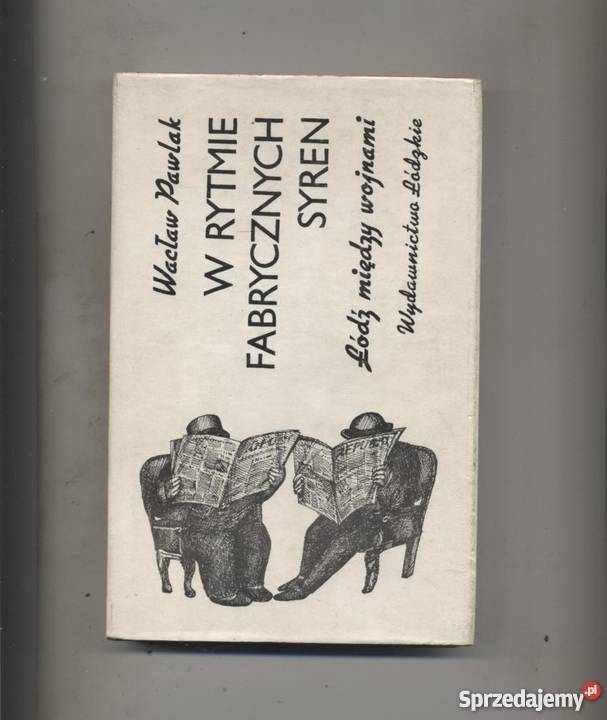 Wacław Pawlak
W RYTMIE
FABRYCZNYCH
SYREN
Łódź między wojnami
Wydawnictwo Łódzkie
Sprzedajemy.pl